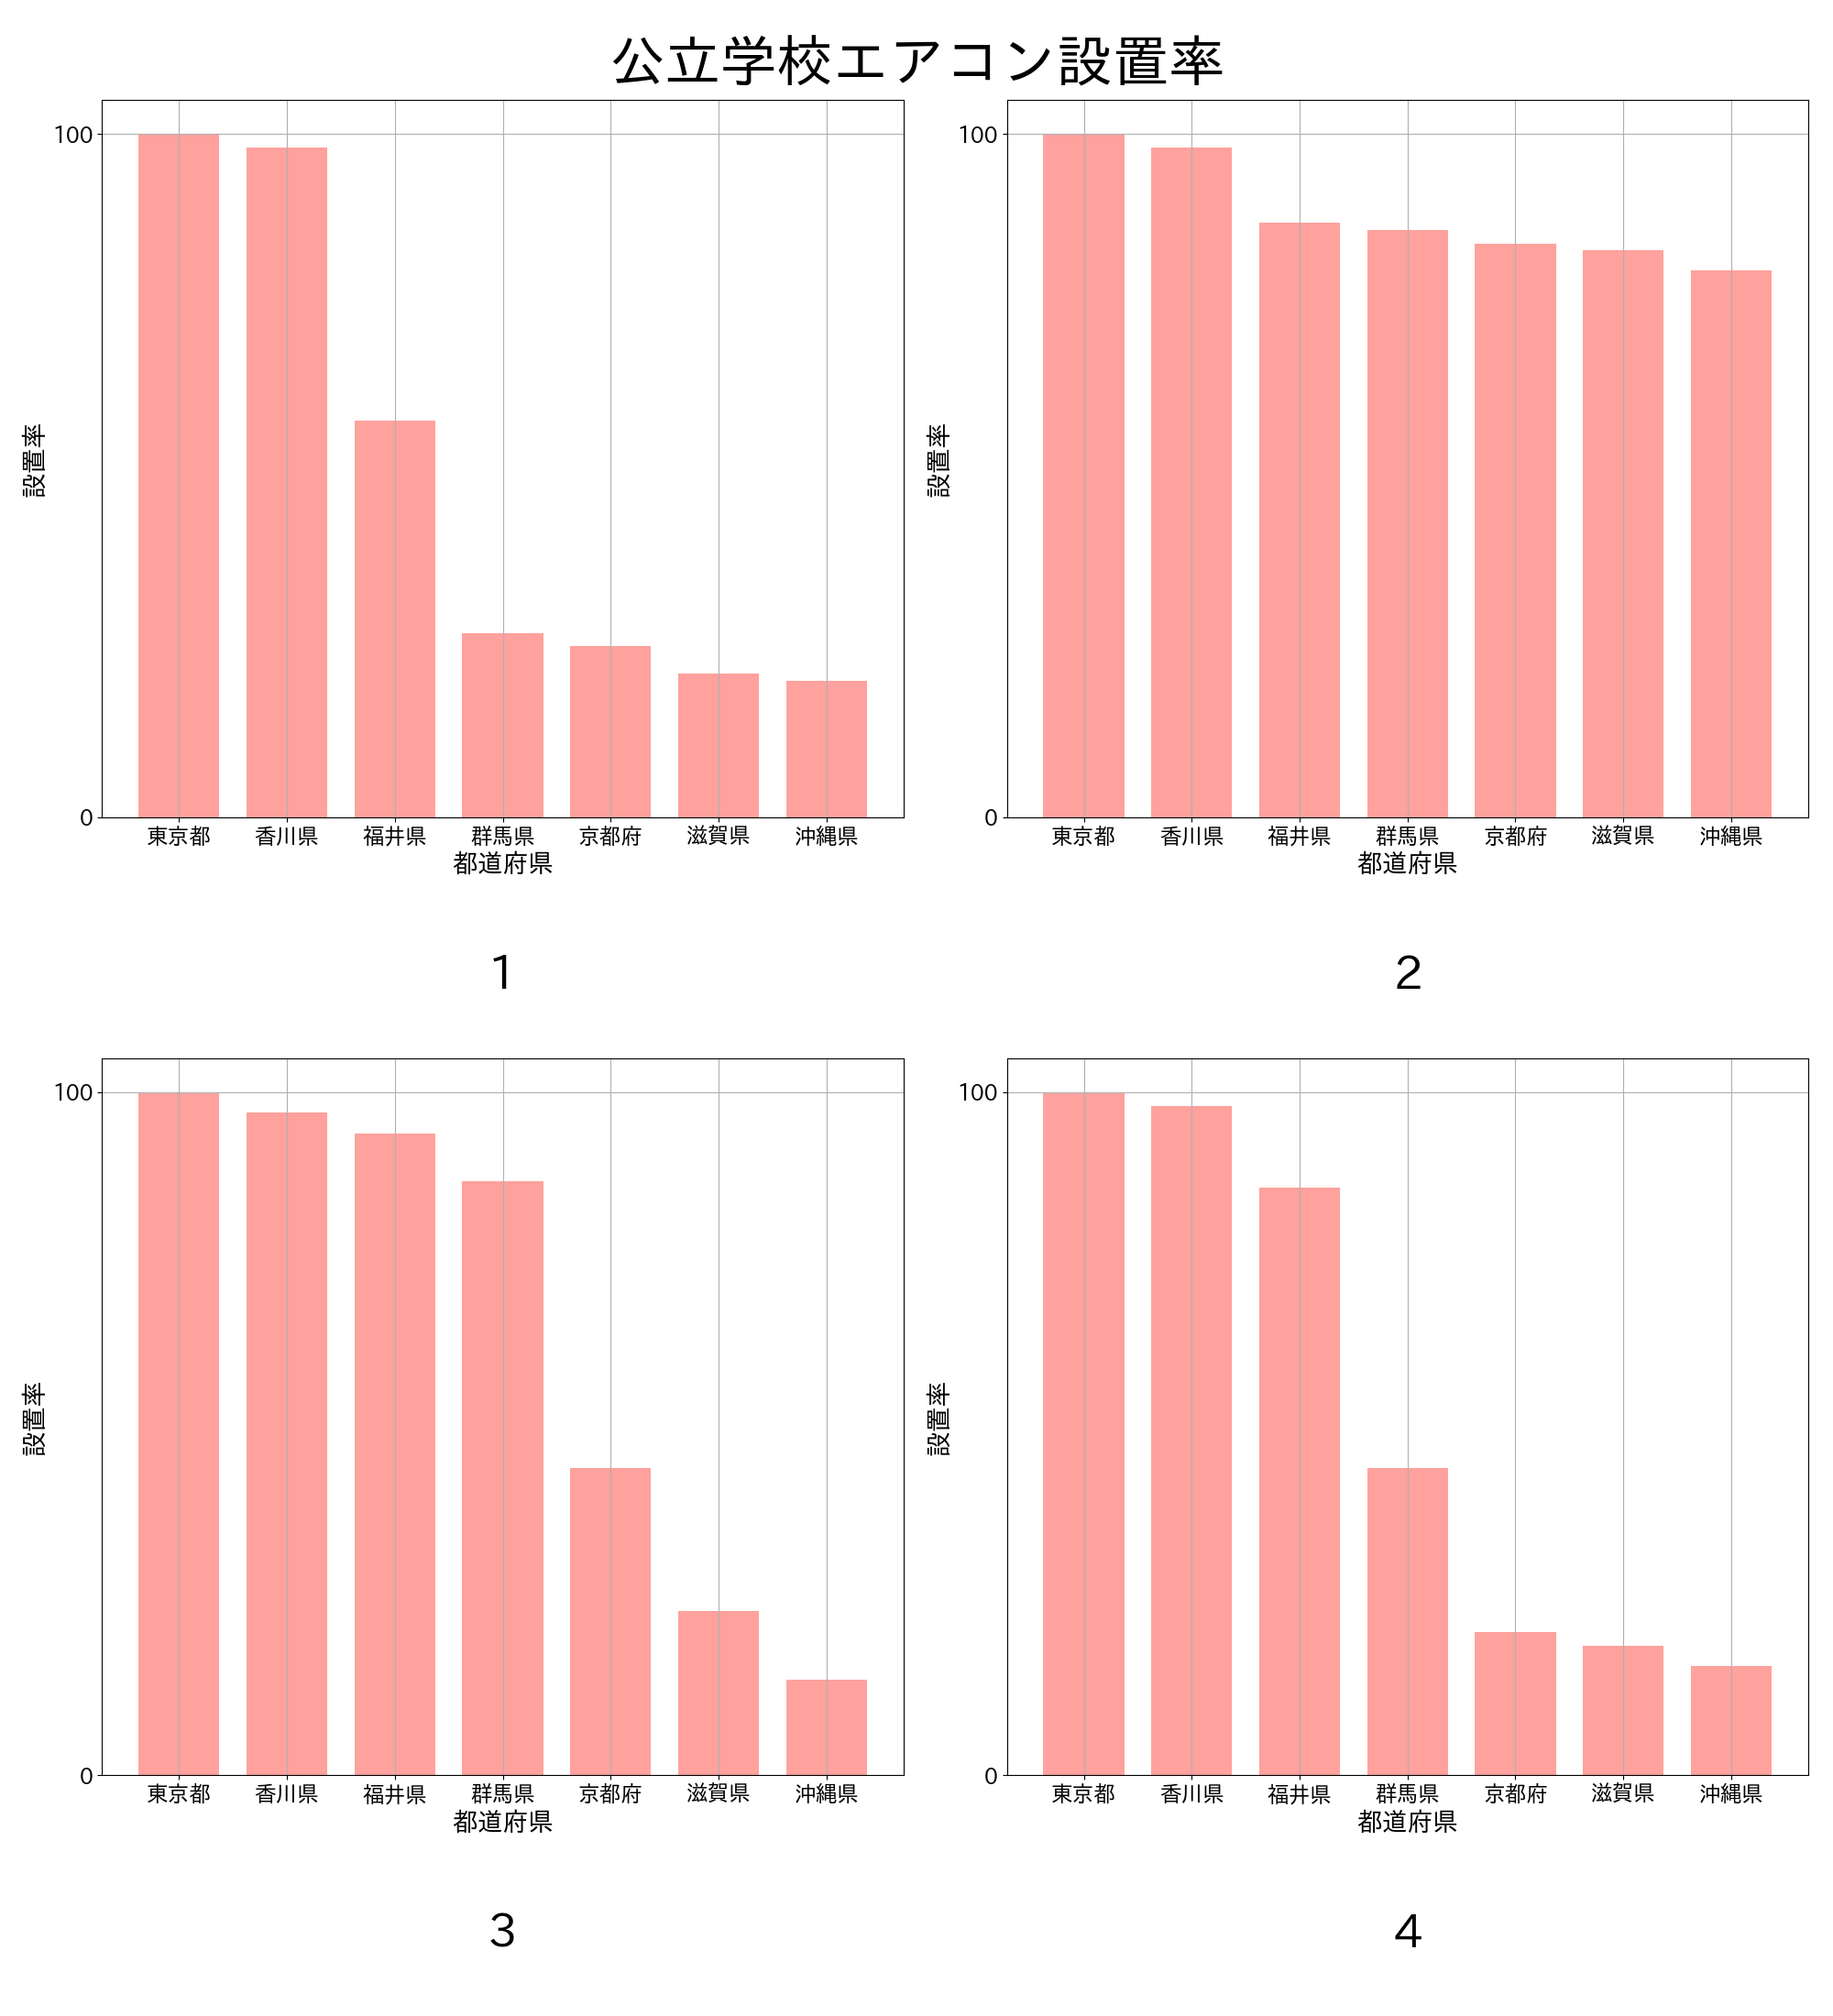 公立学校エアコン設置率
100
設置率
0
東京都 香川県 福井県 群馬県 京都府 滋賀県 沖縄県
都道府県
1
100
設置率
0
東京都 香川県 福井県 群馬県 京都府 滋賀県 沖縄県
都道府県
2
100
設置率
0
東京都 香川県 福井県 群馬県 京都府 滋賀県 沖縄県
都道府県
3
100
設置率
0
東京都 香川県 福井県 群馬県 京都府 滋賀県 沖縄県
都道府県
4